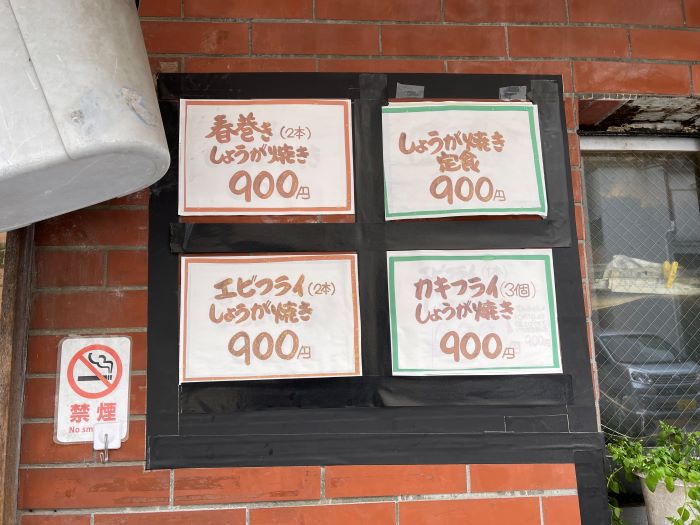 春巻き(2本)
しょうが焼き
900円
しょうが焼き
定食
900円
エビフライ(2本)
しょうが焼き
900円
カキフライ(3個)
しょうが焼き
900円
禁煙
No sm